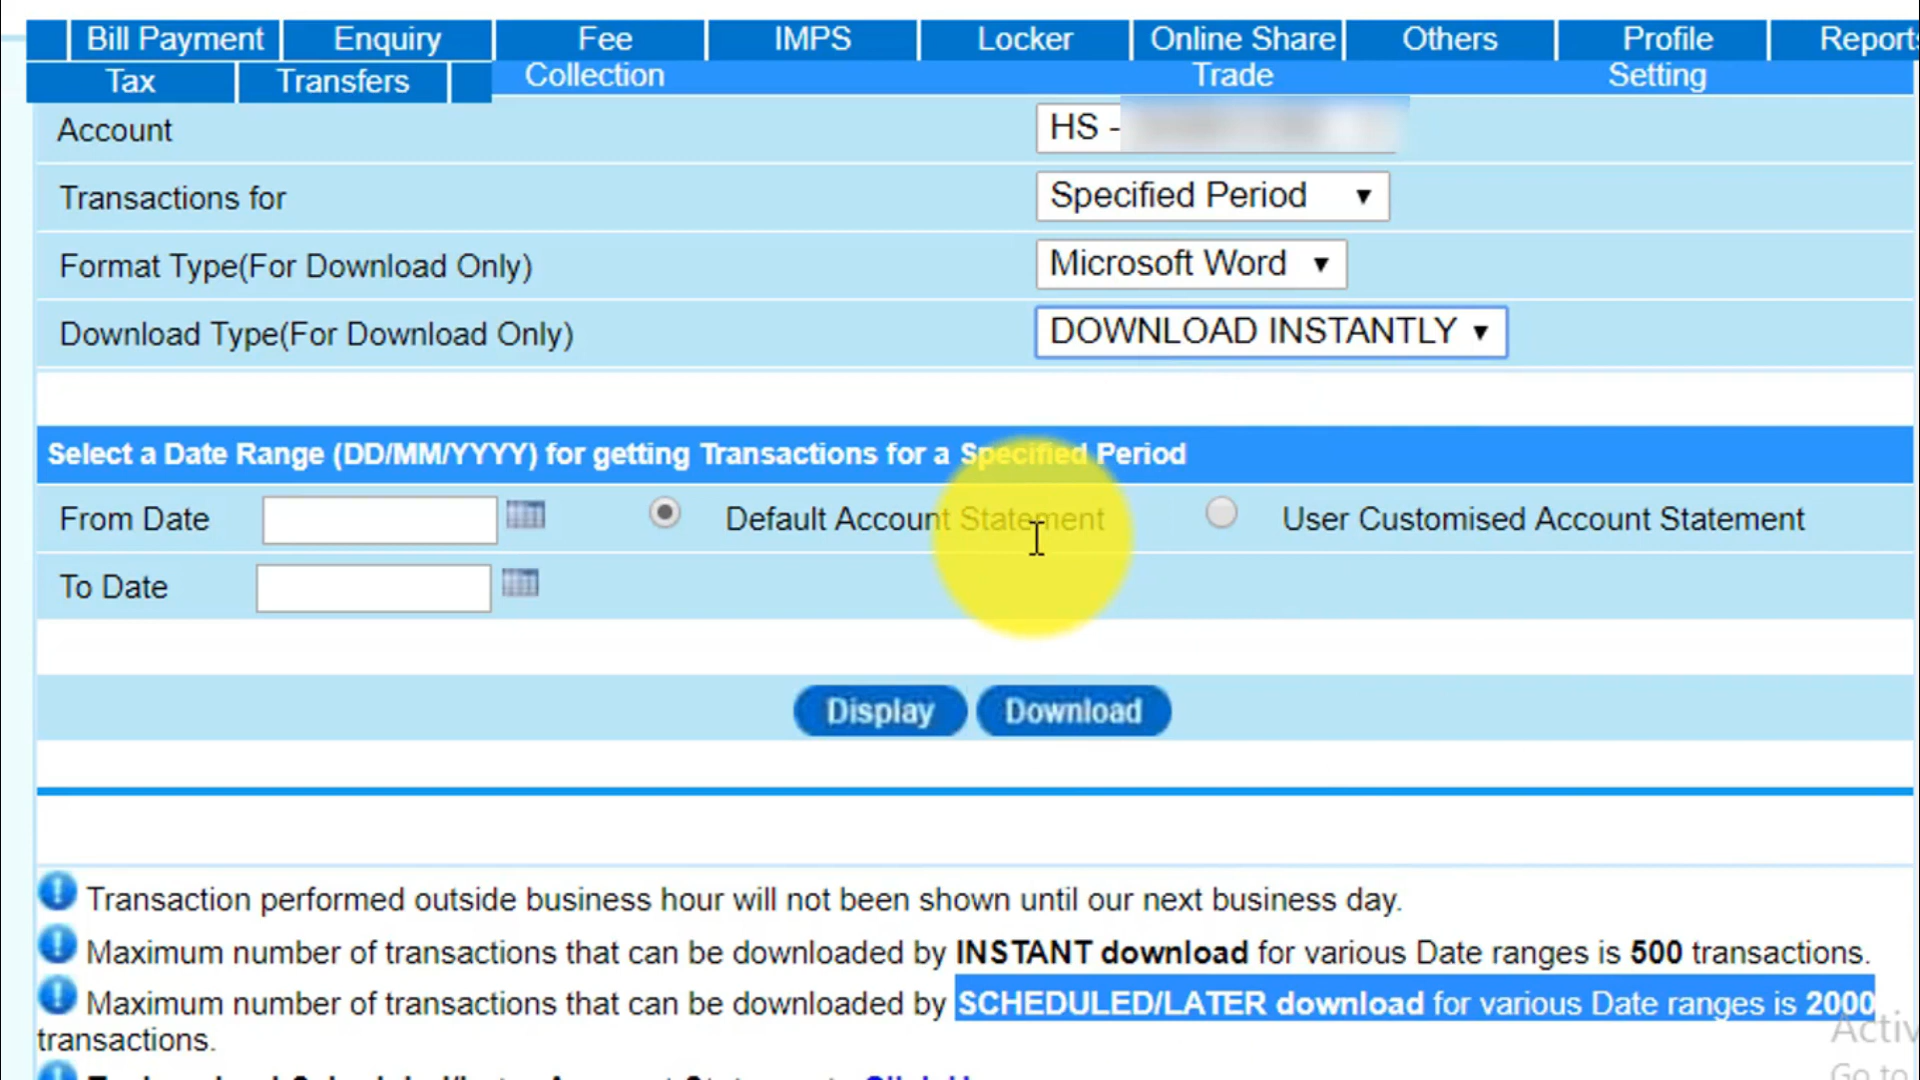 Bill Payment Enquiry Fee IMPS Locker Online Share Others Profile Report
Tax Transfers Collection Trade Setting
Account HS -
Transactions for Specified Period
Format Type(For Download Only) Microsoft Word
Download Type(For Download Only) DOWNLOAD INSTANTLY
Select a Date Range (DD/MM/YYYY) for getting Transactions for a Specified Period
From Date Default Account Statement User Customised Account Statement
To Date
Display Download
Transaction performed outside business hour will not been shown until our next business day.
Maximum number of transactions that can be downloaded by INSTANT download for various Date ranges is 500 transactions.
Maximum number of transactions that can be downloaded by SCHEDULED/LATER download for various Date ranges is 2000
transactions.
Activ
Go to